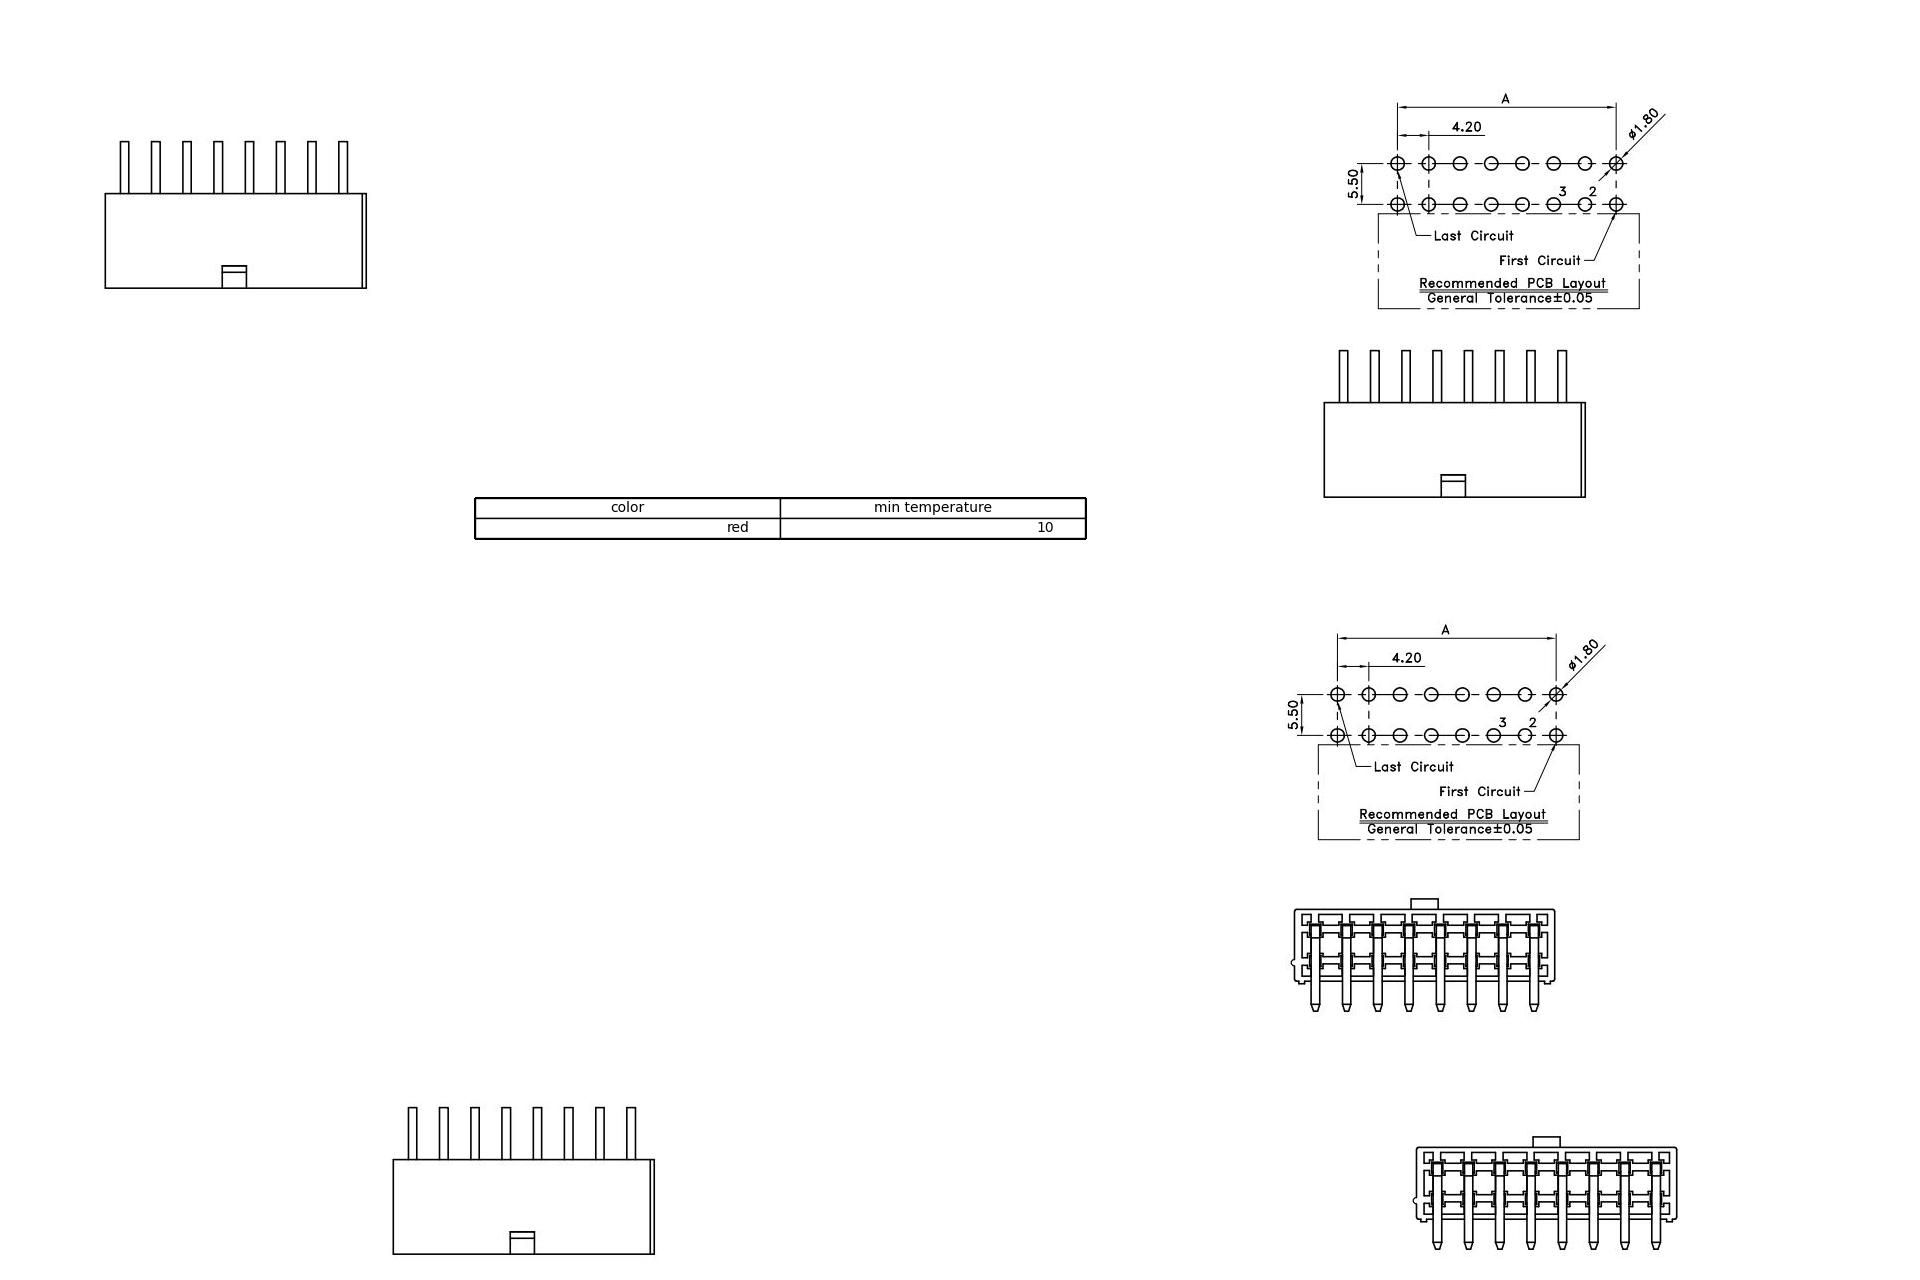 A
4.20
ø1.80
5.50
3 2
Last Circuit
First Circuit
Recommended PCB Layout
General Tolerance±0.05
color min temperature
red 10
A
4.20
ø1.80
5.50
3 2
Last Circuit
First Circuit
Recommended PCB Layout
General Tolerance±0.05